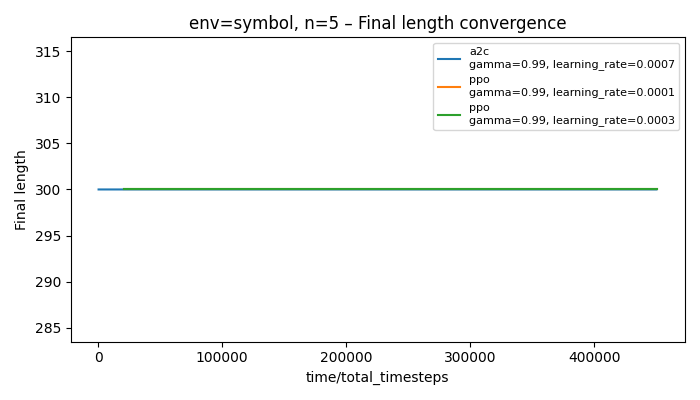 env=symbol, n=5 – Final length convergence
a2c
gamma=0.99, learning_rate=0.0007
ppo
gamma=0.99, learning_rate=0.0001
ppo
gamma=0.99, learning_rate=0.0003
Final length
315
310
305
300
295
290
285
0 100000 200000 300000 400000
time/total_timesteps